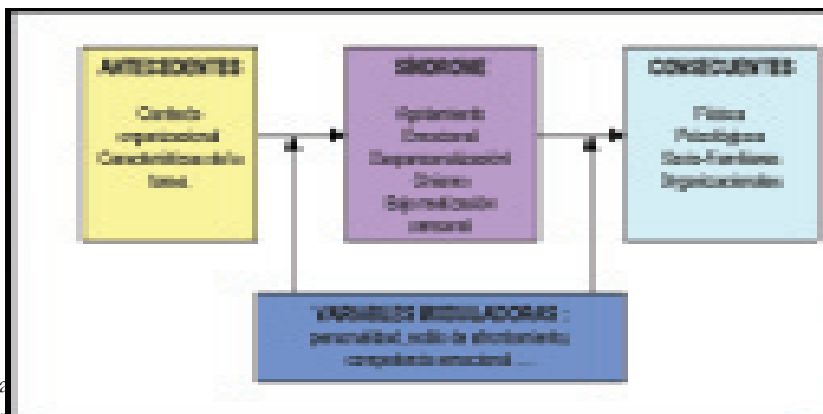 ANTECEDENTES
Contexto
organizacional
Características de la
tarea
SÍNDROME
Agotamiento
Emocional
Despersonalización/
Cinismo
Baja realización
personal
CONSECUENTES
Físicos
Psicológicos
Socio-Familiares
Organizacionales
VARIABLES MODULADORAS :
personalidad, estilo de afrontamiento,
competencia emocional ....